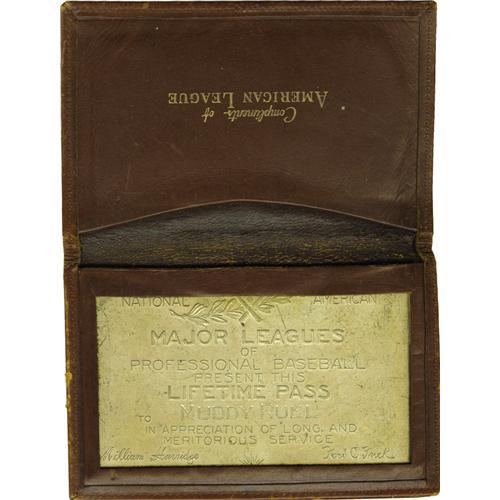 Compliments of
AMERICAN LEAGUE
NATIONAL AMERICAN
MAJOR LEAGUES
OF
PROFESSIONAL BASEBALL
PRESENT THIS
LIFETIME PASS
TO MUDDY RUEL
IN APPRECIATION OF LONG AND
MERITORIOUS SERVICE
William Harridge Ford C. Frick